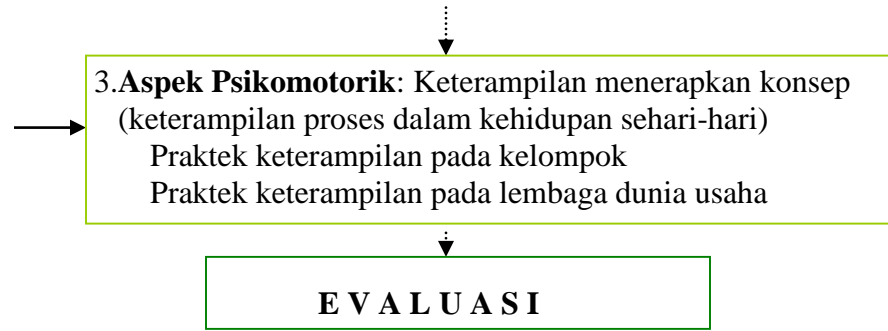 3.Aspek Psikomotorik: Keterampilan menerapkan konsep
(keterampilan proses dalam kehidupan sehari-hari)
Praktek keterampilan pada kelompok
Praktek keterampilan pada lembaga dunia usaha
E V A L U A S I